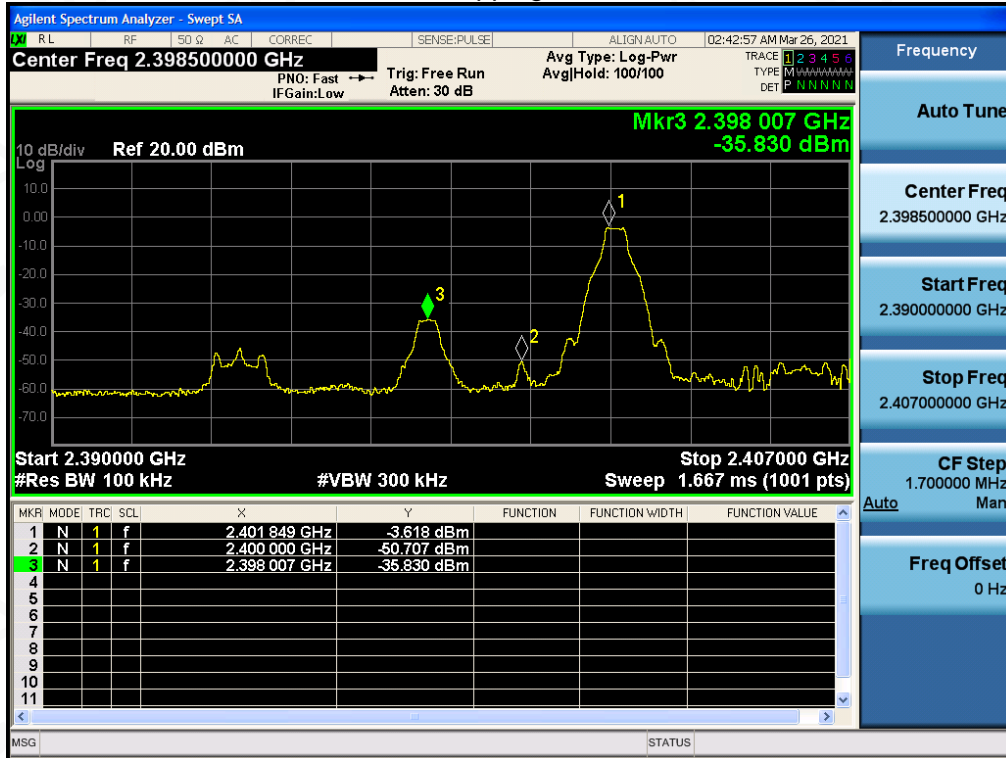 Agilent Spectrum Analyzer - Swept SA
LXI RL RF 50 Ω AC CORREC SENSE:PULSE ALIGN AUTO 02:42:57 AM Mar 26, 2021
Center Freq 2.398500000 GHz
PNO: Fast
IFGain:Low
Trig: Free Run
Atten: 30 dB
Avg Type: Log-Pwr
Avg|Hold: 100/100
TRACE 1 2 3 4 5 6
TYPE M WWWWW
DET P N N N N N
Mkr3 2.398 007 GHz
-35.830 dBm
10 dB/div Ref 20.00 dBm
Log
10.0
0.00
-10.0
-20.0
-30.0
-40.0
-50.0
-60.0
-70.0
1
2
3
Start 2.390000 GHz Stop 2.407000 GHz
#Res BW 100 kHz #VBW 300 kHz Sweep 1.667 ms (1001 pts)
MKR MODE TRC SCL X Y FUNCTION FUNCTION WIDTH FUNCTION VALUE
1 N 1 f 2.401 849 GHz -3.618 dBm
2 N 1 f 2.400 000 GHz -50.707 dBm
3 N 1 f 2.398 007 GHz -35.830 dBm
4
5
6
7
8
9
10
11
MSG STATUS
Frequency
Auto Tune
Center Freq
2.398500000 GHz
Start Freq
2.390000000 GHz
Stop Freq
2.407000000 GHz
CF Step
1.700000 MHz
Auto Man
Freq Offset
0 Hz